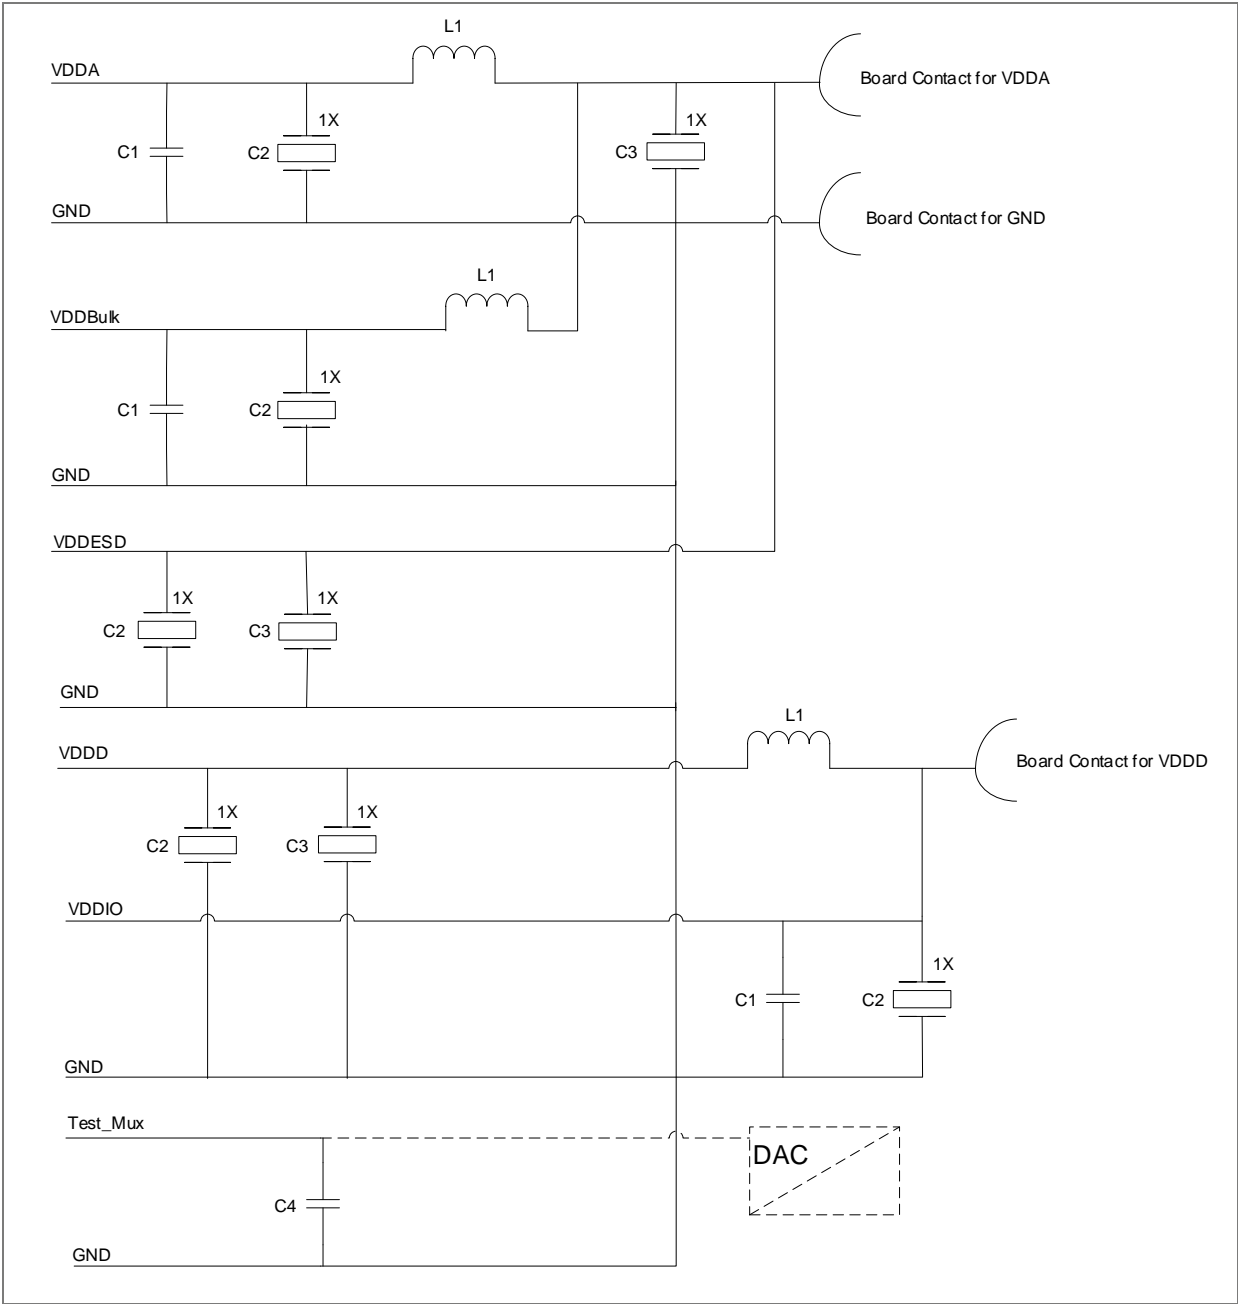 L1
VDDA
Board Contact for VDDA
1X
1X
C1
C2
C3
GND
Board Contact for GND
L1
VDDBulk
1X
C1
C2
GND
VDDESD
1X
1X
C2
C3
GND
L1
VDDD
Board Contact for VDDD
1X
1X
C2
C3
VDDIO
1X
C1
C2
GND
Test_Mux
DAC
C4
GND